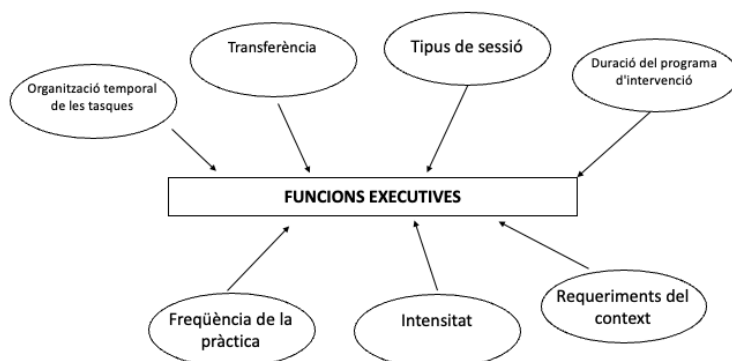 Organització temporal
de les tasques
Transferència
Tipus de sessió
Duració del programa
d'intervenció
FUNCIONS EXECUTIVES
Freqüència de la
pràctica
Intensitat
Requeriments del
context